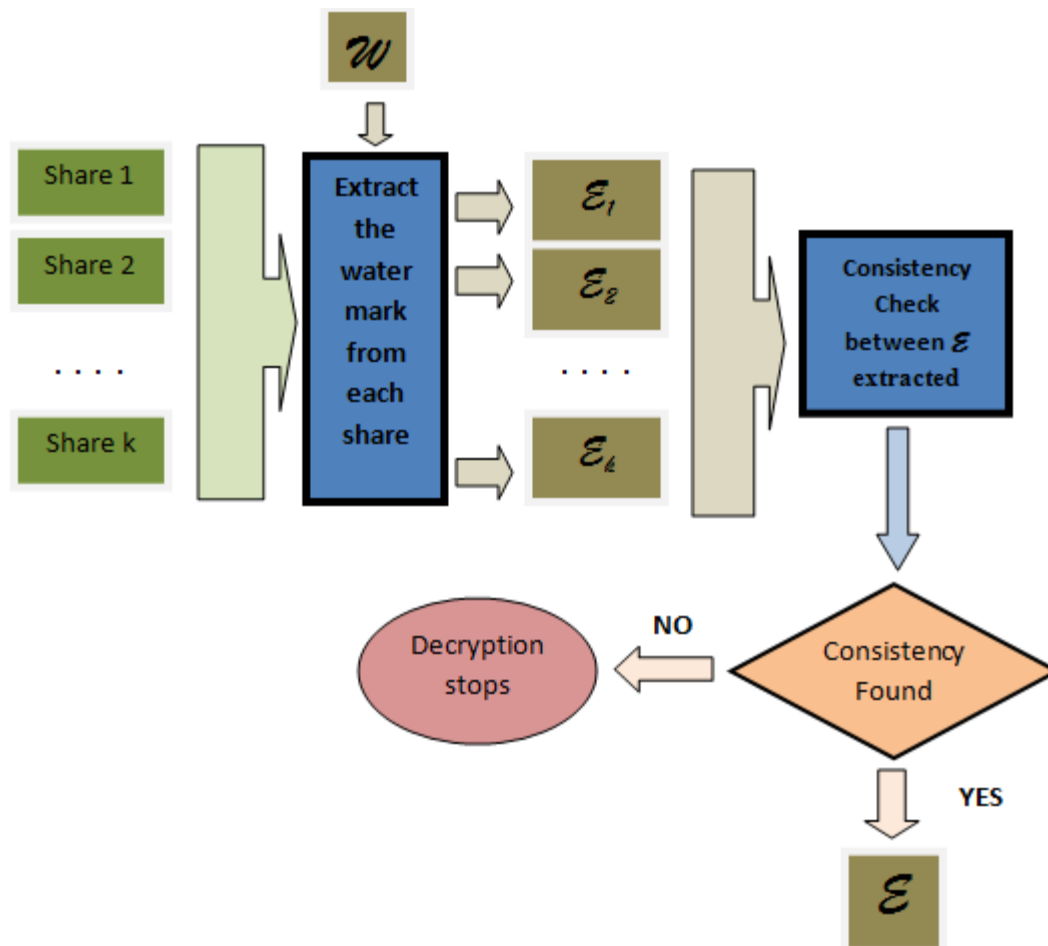 𝒲
Share 1
Share 2
. . . .
Share k
Extract
the
water
mark
from
each
share
ℰ₁
ℰ₂
. . . .
ℰₖ
Consistency
Check
between ℰ
extracted
Consistency
Found
NO
Decryption
stops
YES
ℰ